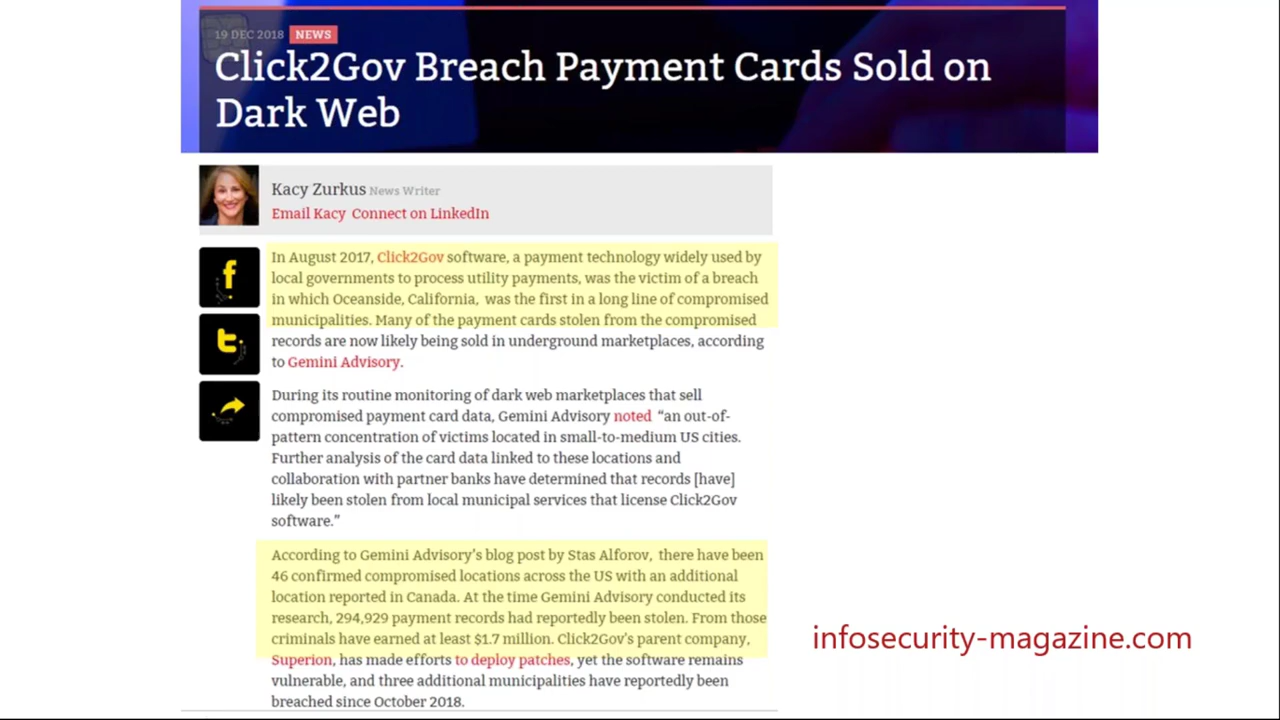 19 DEC 2018 NEWS
Click2Gov Breach Payment Cards Sold on
Dark Web
Kacy Zurkus News Writer
Email Kacy Connect on LinkedIn
In August 2017, Click2Gov software, a payment technology widely used by
local governments to process utility payments, was the victim of a breach
in which Oceanside, California, was the first in a long line of compromised
municipalities. Many of the payment cards stolen from the compromised
records are now likely being sold in underground marketplaces, according
to Gemini Advisory.
During its routine monitoring of dark web marketplaces that sell
compromised payment card data, Gemini Advisory noted “an out-of-
pattern concentration of victims located in small-to-medium US cities.
Further analysis of the card data linked to these locations and
collaboration with partner banks have determined that records [have]
likely been stolen from local municipal services that license Click2Gov
software.”
According to Gemini Advisory’s blog post by Stas Alforov, there have been
46 confirmed compromised locations across the US with an additional
location reported in Canada. At the time Gemini Advisory conducted its
research, 294,929 payment records had reportedly been stolen. From those
criminals have earned at least $1.7 million. Click2Gov’s parent company,
Superion, has made efforts to deploy patches, yet the software remains
vulnerable, and three additional municipalities have reportedly been
breached since October 2018.
infosecurity-magazine.com